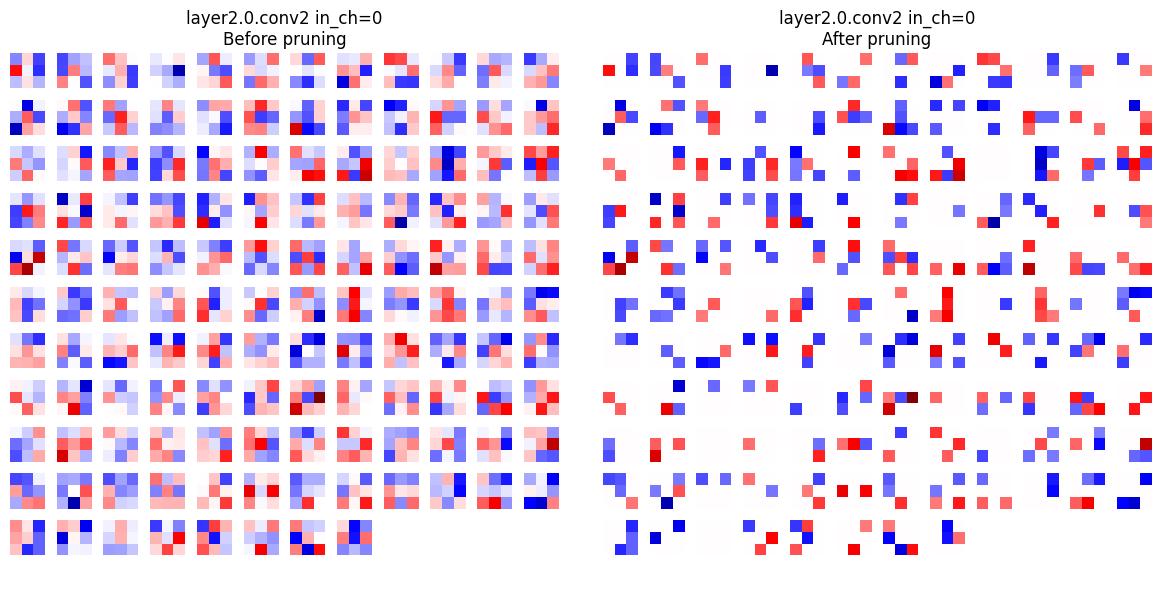 layer2.0.conv2 in_ch=0
Before pruning
layer2.0.conv2 in_ch=0
After pruning